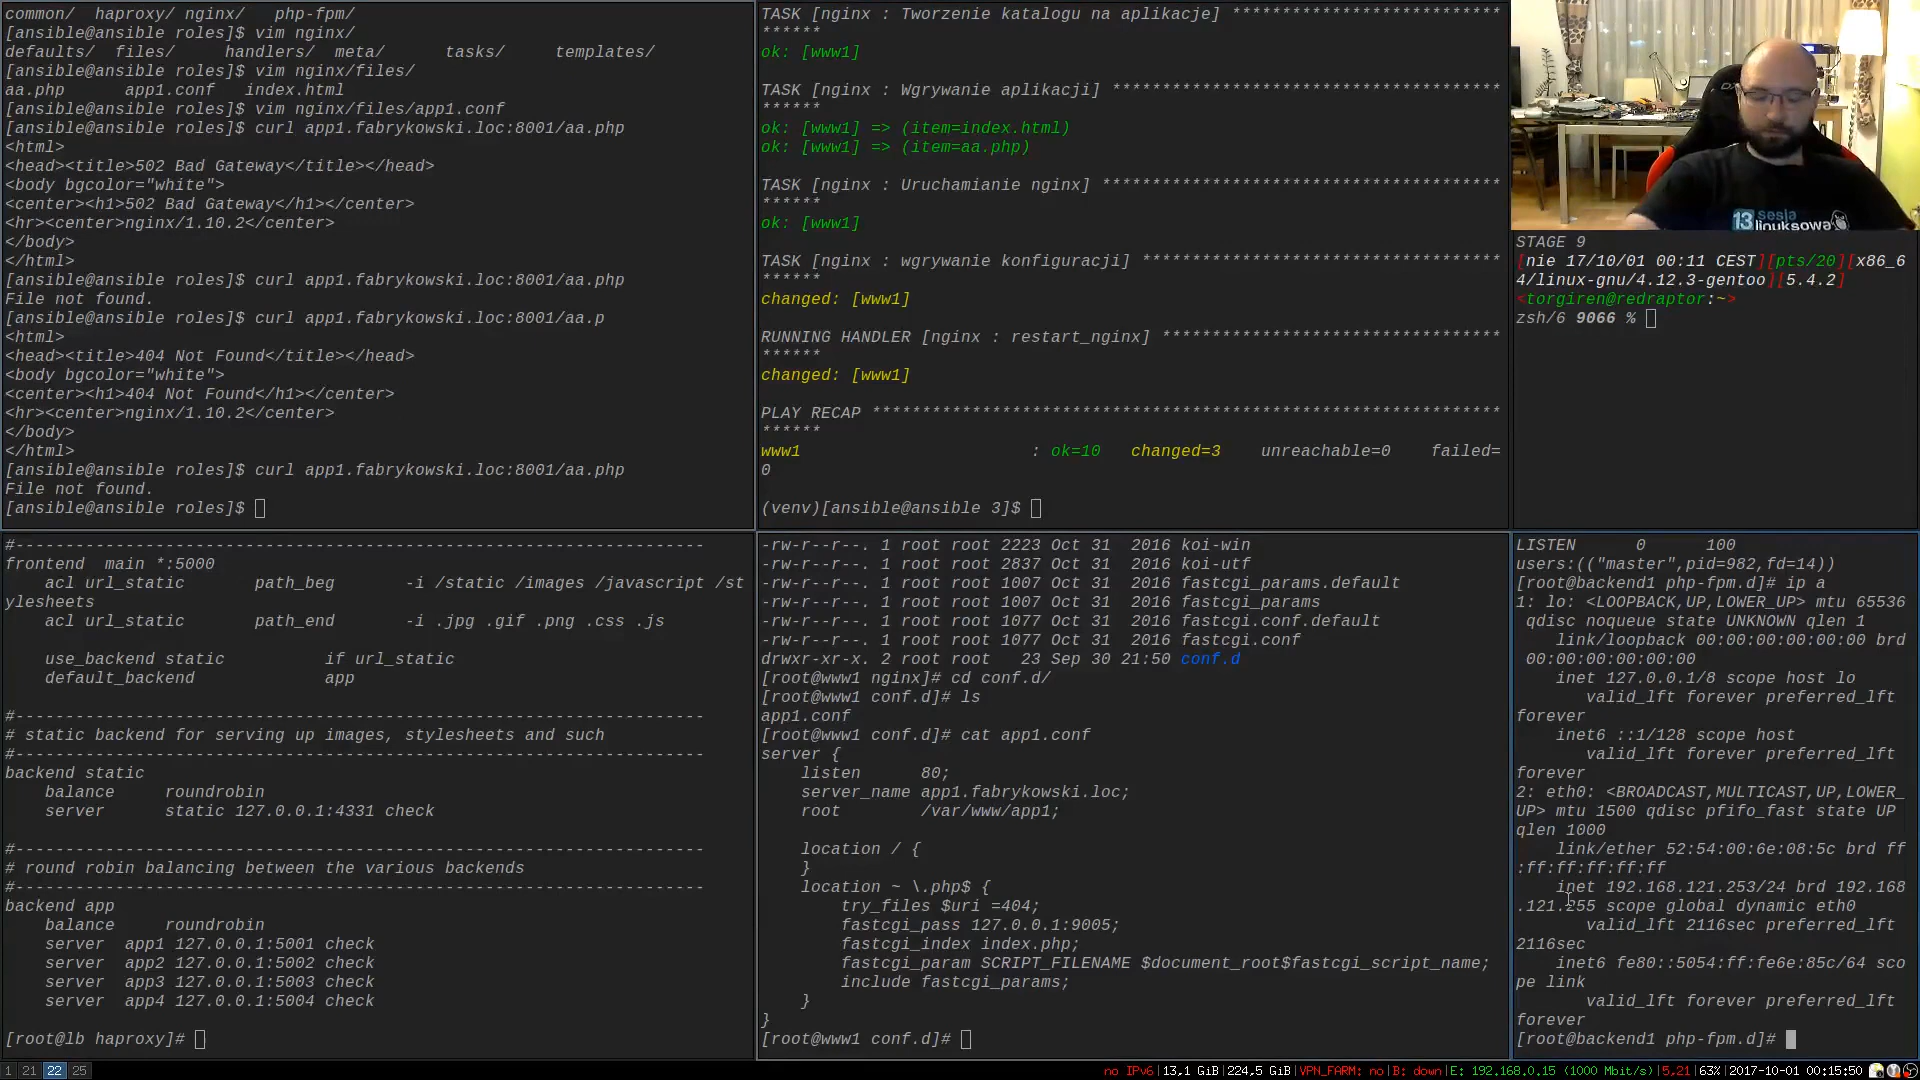 common/  haproxy/ nginx/   php-fpm/
[ansible@ansible roles]$ vim nginx/
defaults/  files/     handlers/  meta/      tasks/     templates/
[ansible@ansible roles]$ vim nginx/files/
aa.php      app1.conf   index.html
[ansible@ansible roles]$ vim nginx/files/app1.conf
[ansible@ansible roles]$ curl app1.fabrykowski.loc:8001/aa.php
<html>
<head><title>502 Bad Gateway</title></head>
<body bgcolor="white">
<center><h1>502 Bad Gateway</h1></center>
<hr><center>nginx/1.10.2</center>
</body>
</html>
[ansible@ansible roles]$ curl app1.fabrykowski.loc:8001/aa.php
File not found.
[ansible@ansible roles]$ curl app1.fabrykowski.loc:8001/aa.p
<html>
<head><title>404 Not Found</title></head>
<body bgcolor="white">
<center><h1>404 Not Found</h1></center>
<hr><center>nginx/1.10.2</center>
</body>
</html>
[ansible@ansible roles]$ curl app1.fabrykowski.loc:8001/aa.php
File not found.
[ansible@ansible roles]$
TASK [nginx : Tworzenie katalogu na aplikacje] ***************************
******
ok: [www1]
TASK [nginx : Wgrywanie aplikacji] ***************************************
******
ok: [www1] => (item=index.html)
ok: [www1] => (item=aa.php)
TASK [nginx : Uruchamianie nginx] ****************************************
******
ok: [www1]
TASK [nginx : wgrywanie konfiguracji] ************************************
******
changed: [www1]
RUNNING HANDLER [nginx : restart_nginx] **********************************
******
changed: [www1]
PLAY RECAP ***************************************************************
******
www1                       : ok=10   changed=3    unreachable=0    failed=
0
(venv)[ansible@ansible 3]$
13 sesja
linuksowa
STAGE 9
[nie 17/10/01 00:11 CEST][pts/20][x86_6
4/linux-gnu/4.12.3-gentoo][5.4.2]
<torgiren@redraptor:~>
zsh/6 9066 %
#----------------------------------------------------------------------
frontend  main *:5000
    acl url_static       path_beg       -i /static /images /javascript /st
ylesheets
    acl url_static       path_end       -i .jpg .gif .png .css .js
    use_backend static          if url_static
    default_backend             app
#----------------------------------------------------------------------
# static backend for serving up images, stylesheets and such
#----------------------------------------------------------------------
backend static
    balance     roundrobin
    server      static 127.0.0.1:4331 check
#----------------------------------------------------------------------
# round robin balancing between the various backends
#----------------------------------------------------------------------
backend app
    balance     roundrobin
    server  app1 127.0.0.1:5001 check
    server  app2 127.0.0.1:5002 check
    server  app3 127.0.0.1:5003 check
    server  app4 127.0.0.1:5004 check
[root@lb haproxy]#
-rw-r--r--. 1 root root 2223 Oct 31  2016 koi-win
-rw-r--r--. 1 root root 2837 Oct 31  2016 koi-utf
-rw-r--r--. 1 root root 1007 Oct 31  2016 fastcgi_params.default
-rw-r--r--. 1 root root 1007 Oct 31  2016 fastcgi_params
-rw-r--r--. 1 root root 1077 Oct 31  2016 fastcgi.conf.default
-rw-r--r--. 1 root root 1077 Oct 31  2016 fastcgi.conf
drwxr-xr-x. 2 root root   23 Sep 30 21:50 conf.d
[root@www1 nginx]# cd conf.d/
[root@www1 conf.d]# ls
app1.conf
[root@www1 conf.d]# cat app1.conf
server {
    listen      80;
    server_name app1.fabrykowski.loc;
    root        /var/www/app1;
    location / {
    }
    location ~ \.php$ {
        try_files $uri =404;
        fastcgi_pass 127.0.0.1:9005;
        fastcgi_index index.php;
        fastcgi_param SCRIPT_FILENAME $document_root$fastcgi_script_name;
        include fastcgi_params;
    }
}
[root@www1 conf.d]#
LISTEN      0      100
users:(("master",pid=982,fd=14))
[root@backend1 php-fpm.d]# ip a
1: lo: <LOOPBACK,UP,LOWER_UP> mtu 65536
 qdisc noqueue state UNKNOWN qlen 1
    link/loopback 00:00:00:00:00:00 brd
 00:00:00:00:00:00
    inet 127.0.0.1/8 scope host lo
       valid_lft forever preferred_lft
forever
    inet6 ::1/128 scope host
       valid_lft forever preferred_lft
forever
2: eth0: <BROADCAST,MULTICAST,UP,LOWER_
UP> mtu 1500 qdisc pfifo_fast state UP
qlen 1000
    link/ether 52:54:00:6e:08:5c brd ff
:ff:ff:ff:ff:ff
    inet 192.168.121.253/24 brd 192.168
.121.255 scope global dynamic eth0
       valid_lft 2116sec preferred_lft
2116sec
    inet6 fe80::5054:ff:fe6e:85c/64 sco
pe link
       valid_lft forever preferred_lft
forever
[root@backend1 php-fpm.d]#
1 21 22 25
no IPv6|13,1 GiB|224,5 GiB|VPN_FARM: no|B: down|E: 192.168.0.15 (1000 Mbit/s)|5,21|63%|2017-10-01 00:15:50